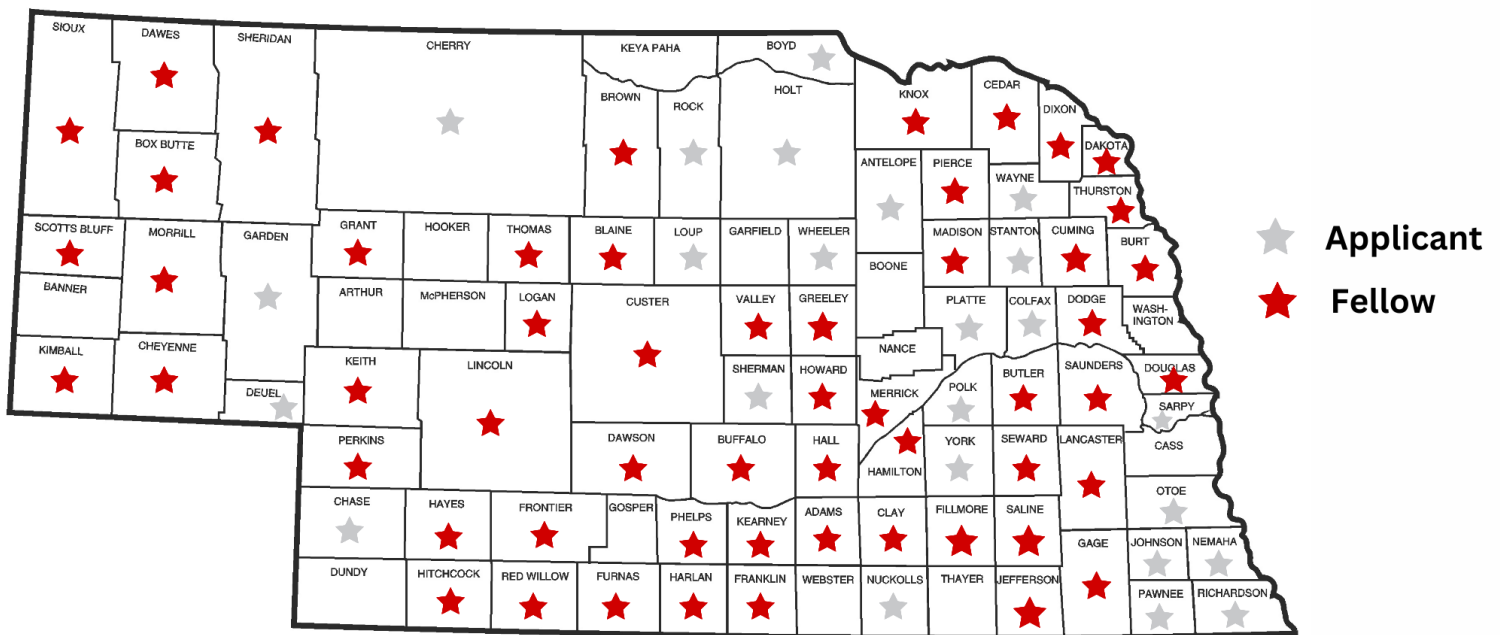 SIOUX
DAWES
SHERIDAN
CHERRY
KEYA PAHA
BOYD
BROWN
ROCK
HOLT
KNOX
CEDAR
DIXON
DAKOTA
BOX BUTTE
ANTELOPE
PIERCE
WAYNE
THURSTON
SCOTTS BLUFF
MORRILL
GARDEN
GRANT
HOOKER
THOMAS
BLAINE
LOUP
GARFIELD
WHEELER
BOONE
MADISON
STANTON
CUMING
BURT
Applicant
BANNER
ARTHUR
McPHERSON
LOGAN
CUSTER
VALLEY
GREELEY
PLATTE
COLFAX
DODGE
WASH-
INGTON
Fellow
KIMBALL
CHEYENNE
DEUEL
KEITH
LINCOLN
SHERMAN
HOWARD
NANCE
MERRICK
POLK
BUTLER
SAUNDERS
DOUGLAS
SARPY
PERKINS
DAWSON
BUFFALO
HALL
HAMILTON
YORK
SEWARD
LANCASTER
CASS
CHASE
HAYES
FRONTIER
GOSPER
PHELPS
KEARNEY
ADAMS
CLAY
FILLMORE
SALINE
OTOE
GAGE
JOHNSON
NEMAHA
DUNDY
HITCHCOCK
RED WILLOW
FURNAS
HARLAN
FRANKLIN
WEBSTER
NUCKOLLS
THAYER
JEFFERSON
PAWNEE
RICHARDSON